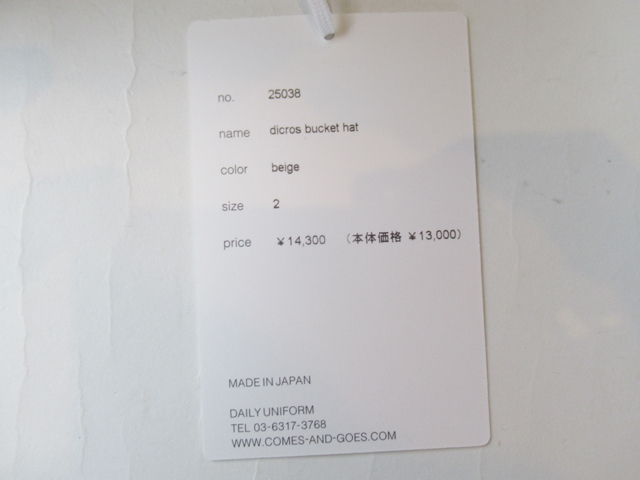 no. 25038
name dicros bucket hat
color beige
size 2
price ¥14,300 (本体価格 ¥13,000)
MADE IN JAPAN
DAILY UNIFORM
TEL 03-6317-3768
WWW.COMES-AND-GOES.COM